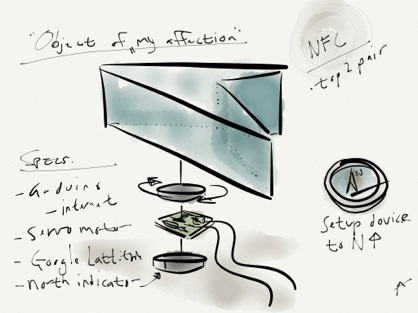 "Object of "my affection"
NFC
. tap 2 pair
Specs.
- Arduino
- internet
- Servo motor
- Google Lattitude
- North indicator
N
Setup device
to N